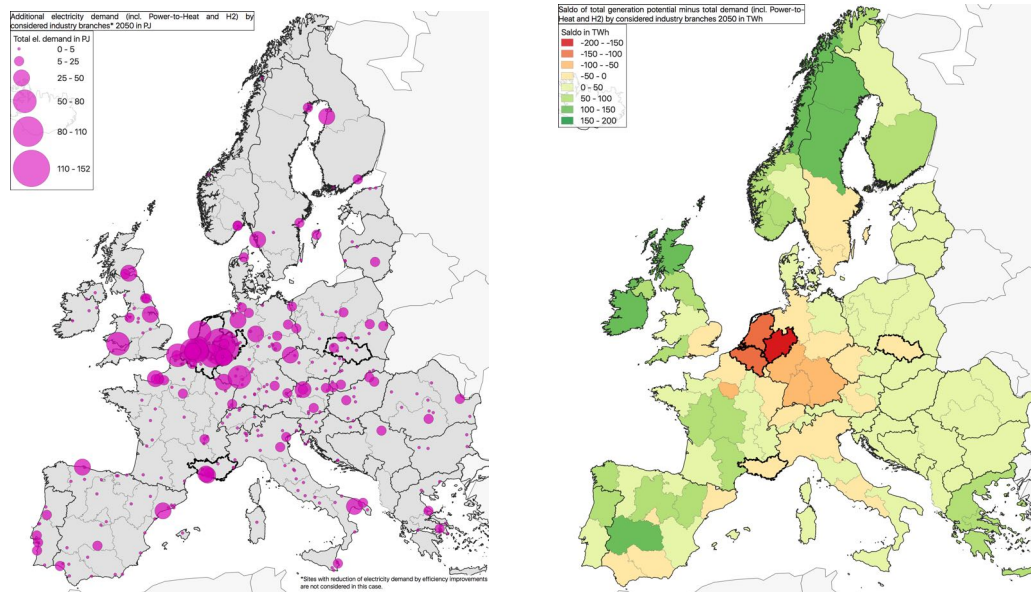 Additional electricity demand (incl. Power-to-Heat and H2) by
considered industry branches* 2050 in PJ
Total el. demand in PJ
0 - 5
5 - 25
25 - 50
50 - 80
80 - 110
110 - 152
*Sites with reduction of electricity demand by efficiency improvements
are not considered in this case.
Saldo of total generation potential minus total demand (incl. Power-to-
Heat and H2) by considered industry branches 2050 in TWh
Saldo in TWh
-200 - -150
-150 - -100
-100 - -50
-50 - 0
0 - 50
50 - 100
100 - 150
150 - 200